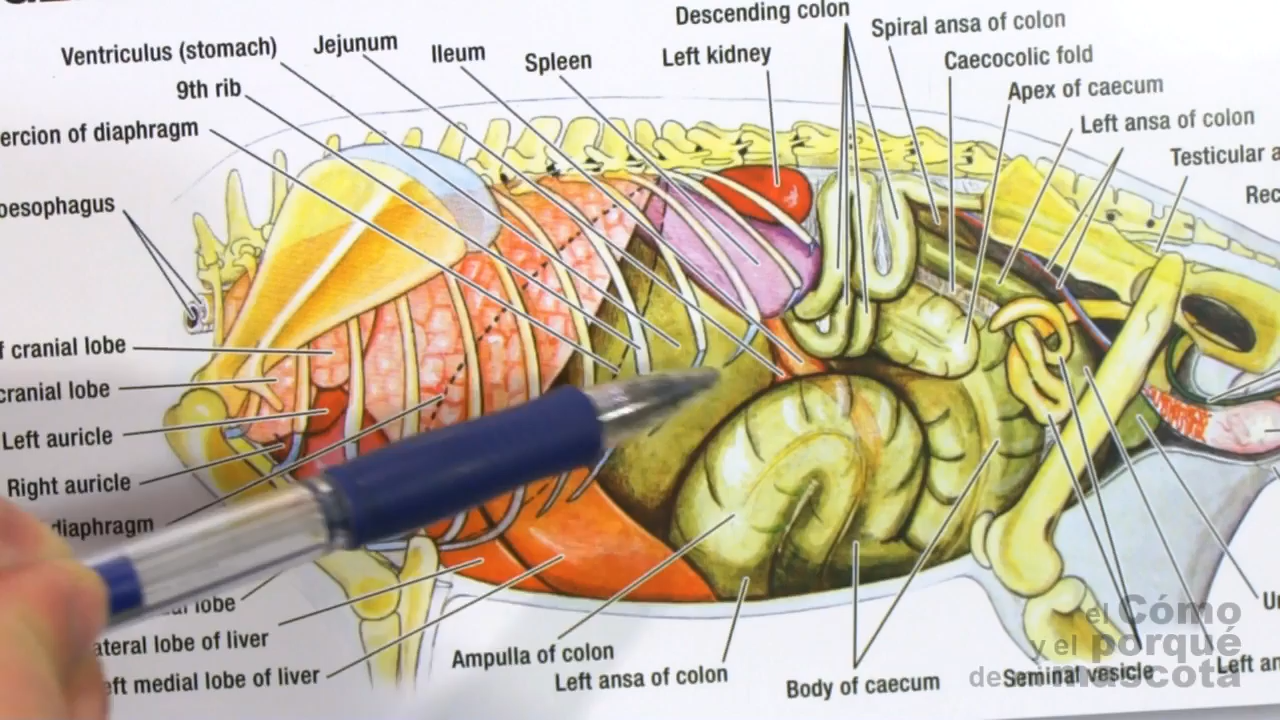 Descending colon
Spiral ansa of colon
Ventriculus (stomach)
Jejunum
Ileum
Spleen
Left kidney
Caecocolic fold
9th rib
Apex of caecum
ercion of diaphragm
Left ansa of colon
Testicular a
Rec
oesophagus
f cranial lobe
cranial lobe
Left auricle
Right auricle
diaphragm
lobe
ateral lobe of liver
eft medial lobe of liver
Ampulla of colon
Left ansa of colon
Body of caecum
Seminal vesicle
Left an
el Cómo
y el porqué
de mascota